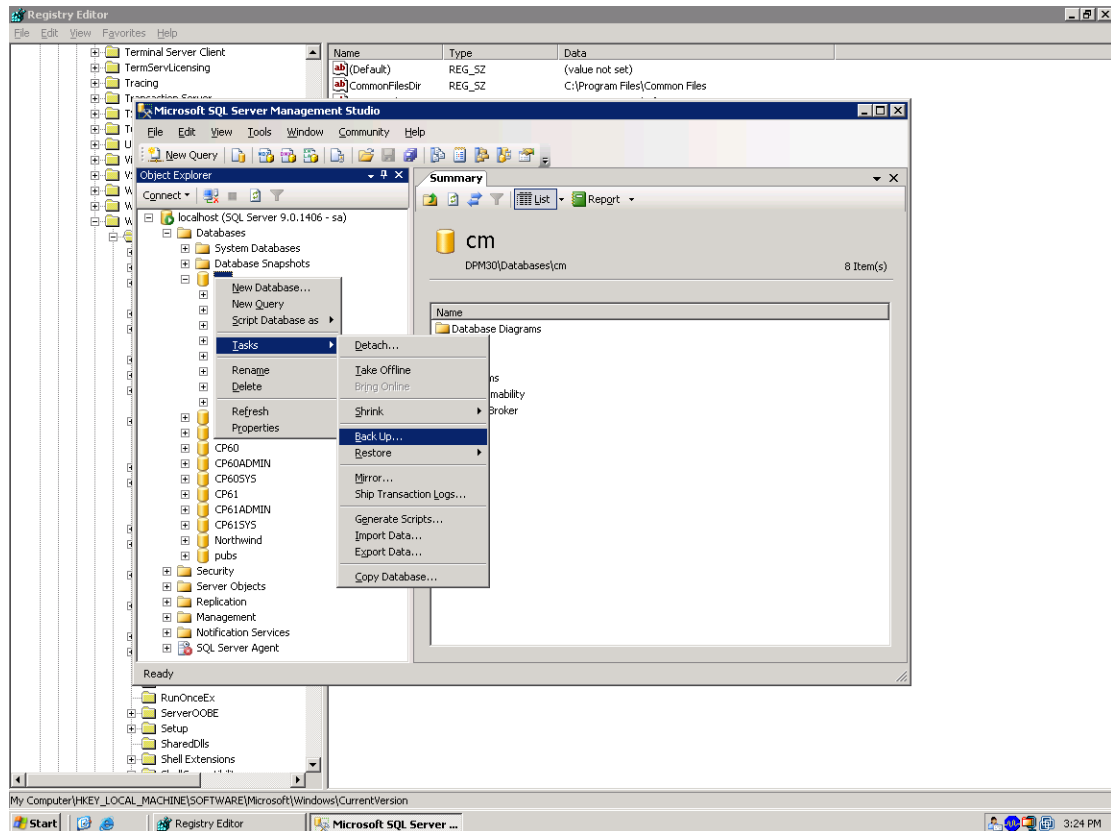 Registry Editor
File Edit View Favorites Help
Terminal Server Client
TermServLicensing
Tracing
Transaction Server
Name Type Data
(Default) REG_SZ (value not set)
CommonFilesDir REG_SZ C:\Program Files\Common Files
Microsoft SQL Server Management Studio
File Edit View Tools Window Community Help
New Query
Object Explorer
Connect
localhost (SQL Server 9.0.1406 - sa)
Databases
System Databases
Database Snapshots
New Database...
New Query
Script Database as
Tasks
Rename
Delete
Refresh
Properties
Detach...
Take Offline
Bring Online
Shrink
Back Up...
Restore
Mirror...
Ship Transaction Logs...
Generate Scripts...
Import Data...
Export Data...
Copy Database...
CP60
CP60ADMIN
CP60SYS
CP61
CP61ADMIN
CP61SYS
Northwind
pubs
Security
Server Objects
Replication
Management
Notification Services
SQL Server Agent
Summary
List Report
cm
DPM30\Databases\cm 8 Item(s)
Name
Database Diagrams
ms
mability
Broker
Ready
RunOnceEx
ServerOOBE
Setup
SharedDlls
Shell Extensions
My Computer\HKEY_LOCAL_MACHINE\SOFTWARE\Microsoft\Windows\CurrentVersion
Start Registry Editor Microsoft SQL Server ... 3:24 PM